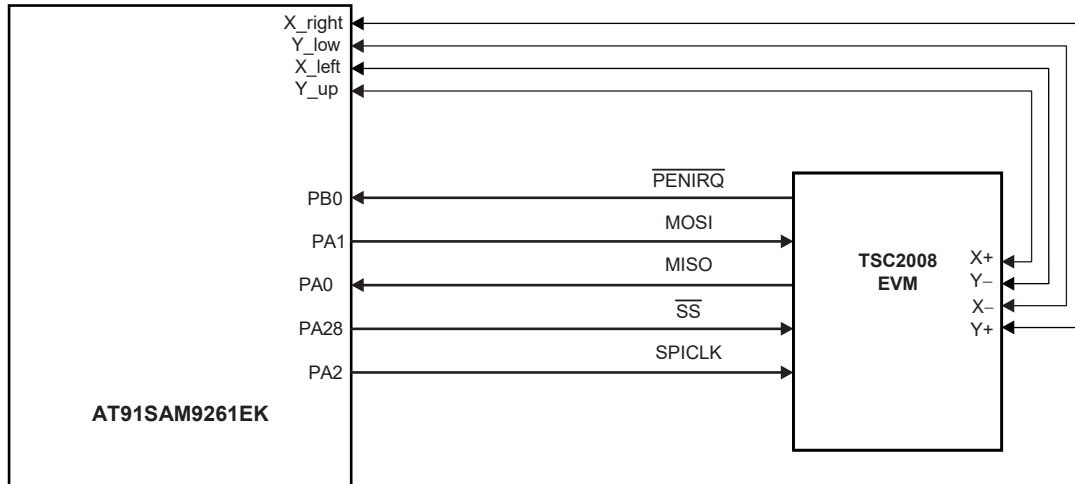 X_right
Y_low
X_left
Y_up
PENIRQ
PB0
MOSI
PA1
MISO
PA0
SS
PA28
SPICLK
PA2
AT91SAM9261EK
TSC2008
EVM
X+
Y–
X–
Y+